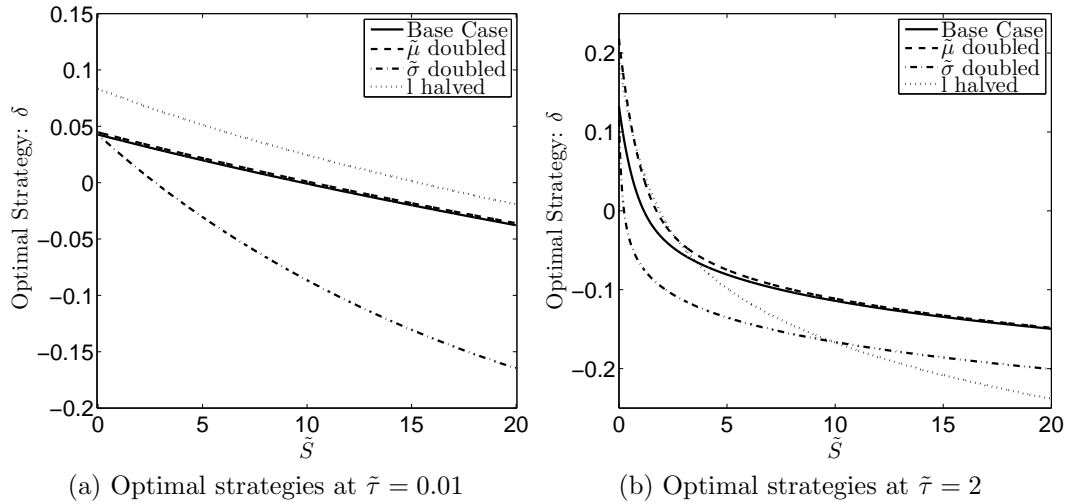 0.15
0.1
0.05
0
−0.05
−0.1
−0.15
−0.2
Optimal Strategy: δ
0 5 10 15 20
S̃
Base Case
μ̃ doubled
σ̃ doubled
l halved
(a) Optimal strategies at τ̃ = 0.01
0.2
0.1
0
−0.1
−0.2
Optimal Strategy: δ
0 5 10 15 20
S̃
Base Case
μ̃ doubled
σ̃ doubled
l halved
(b) Optimal strategies at τ̃ = 2